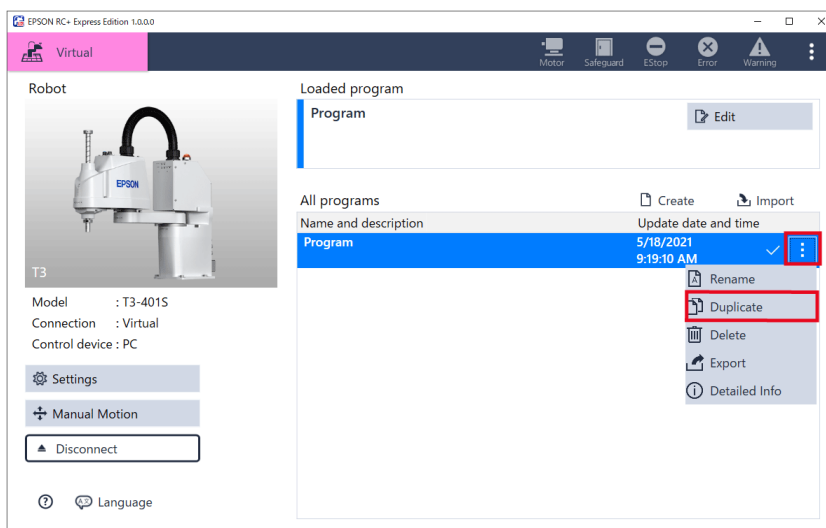 EPSON RC+ Express Edition 1.0.0.0
Virtual
Motor
Safeguard
EStop
Error
Warning
Robot
EPSON
T3
Model : T3-401S
Connection : Virtual
Control device : PC
Settings
Manual Motion
Disconnect
Language
Loaded program
Program
Edit
All programs
Create
Import
Name and description
Update date and time
Program
5/18/2021
9:19:10 AM
Rename
Duplicate
Delete
Export
Detailed Info